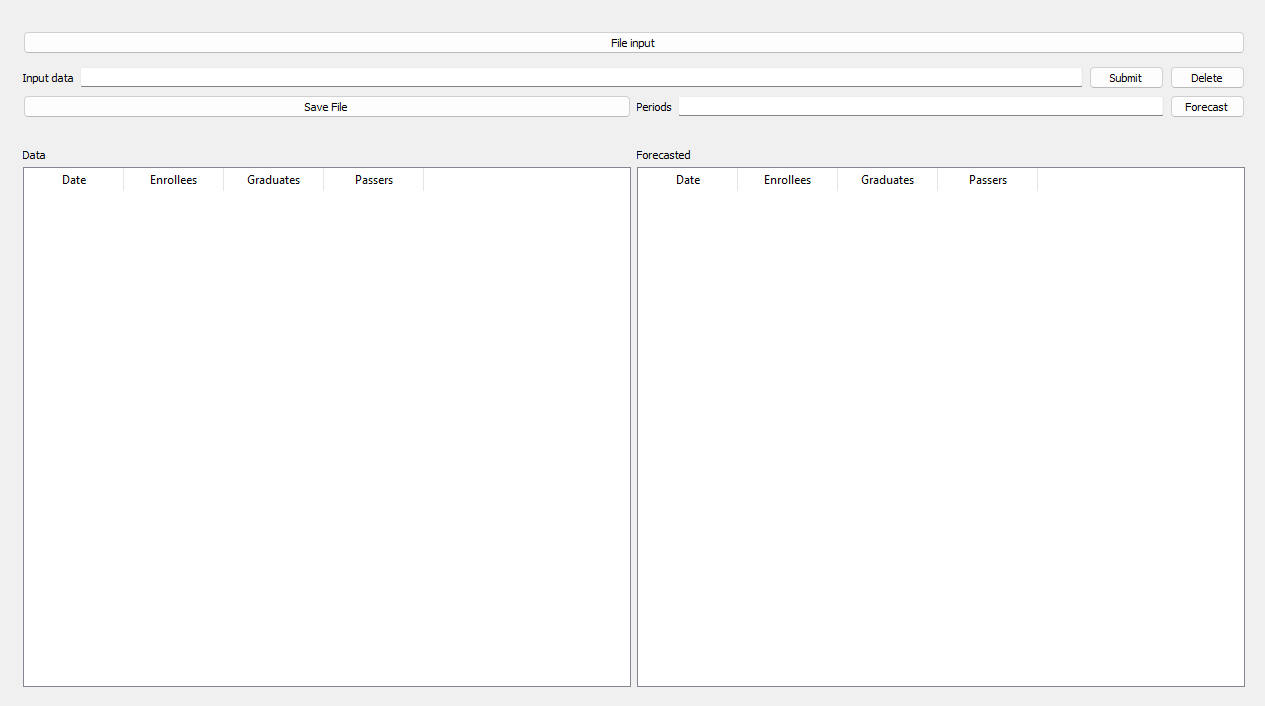 File input
Input data Submit Delete
Save File Periods Forecast
Data Forecasted
Date Enrollees Graduates Passers Date Enrollees Graduates Passers